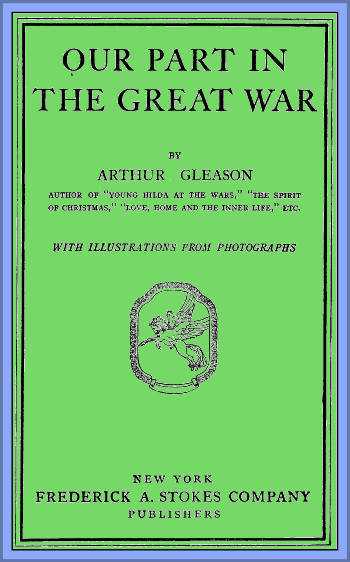 OUR PART IN
THE GREAT WAR
BY
ARTHUR GLEASON
AUTHOR OF "YOUNG HILDA AT THE WARS," "THE SPIRIT
OF CHRISTMAS," "LOVE, HOME AND THE INNER LIFE," ETC.
WITH ILLUSTRATIONS FROM PHOTOGRAPHS
NEW YORK
FREDERICK A. STOKES COMPANY
PUBLISHERS